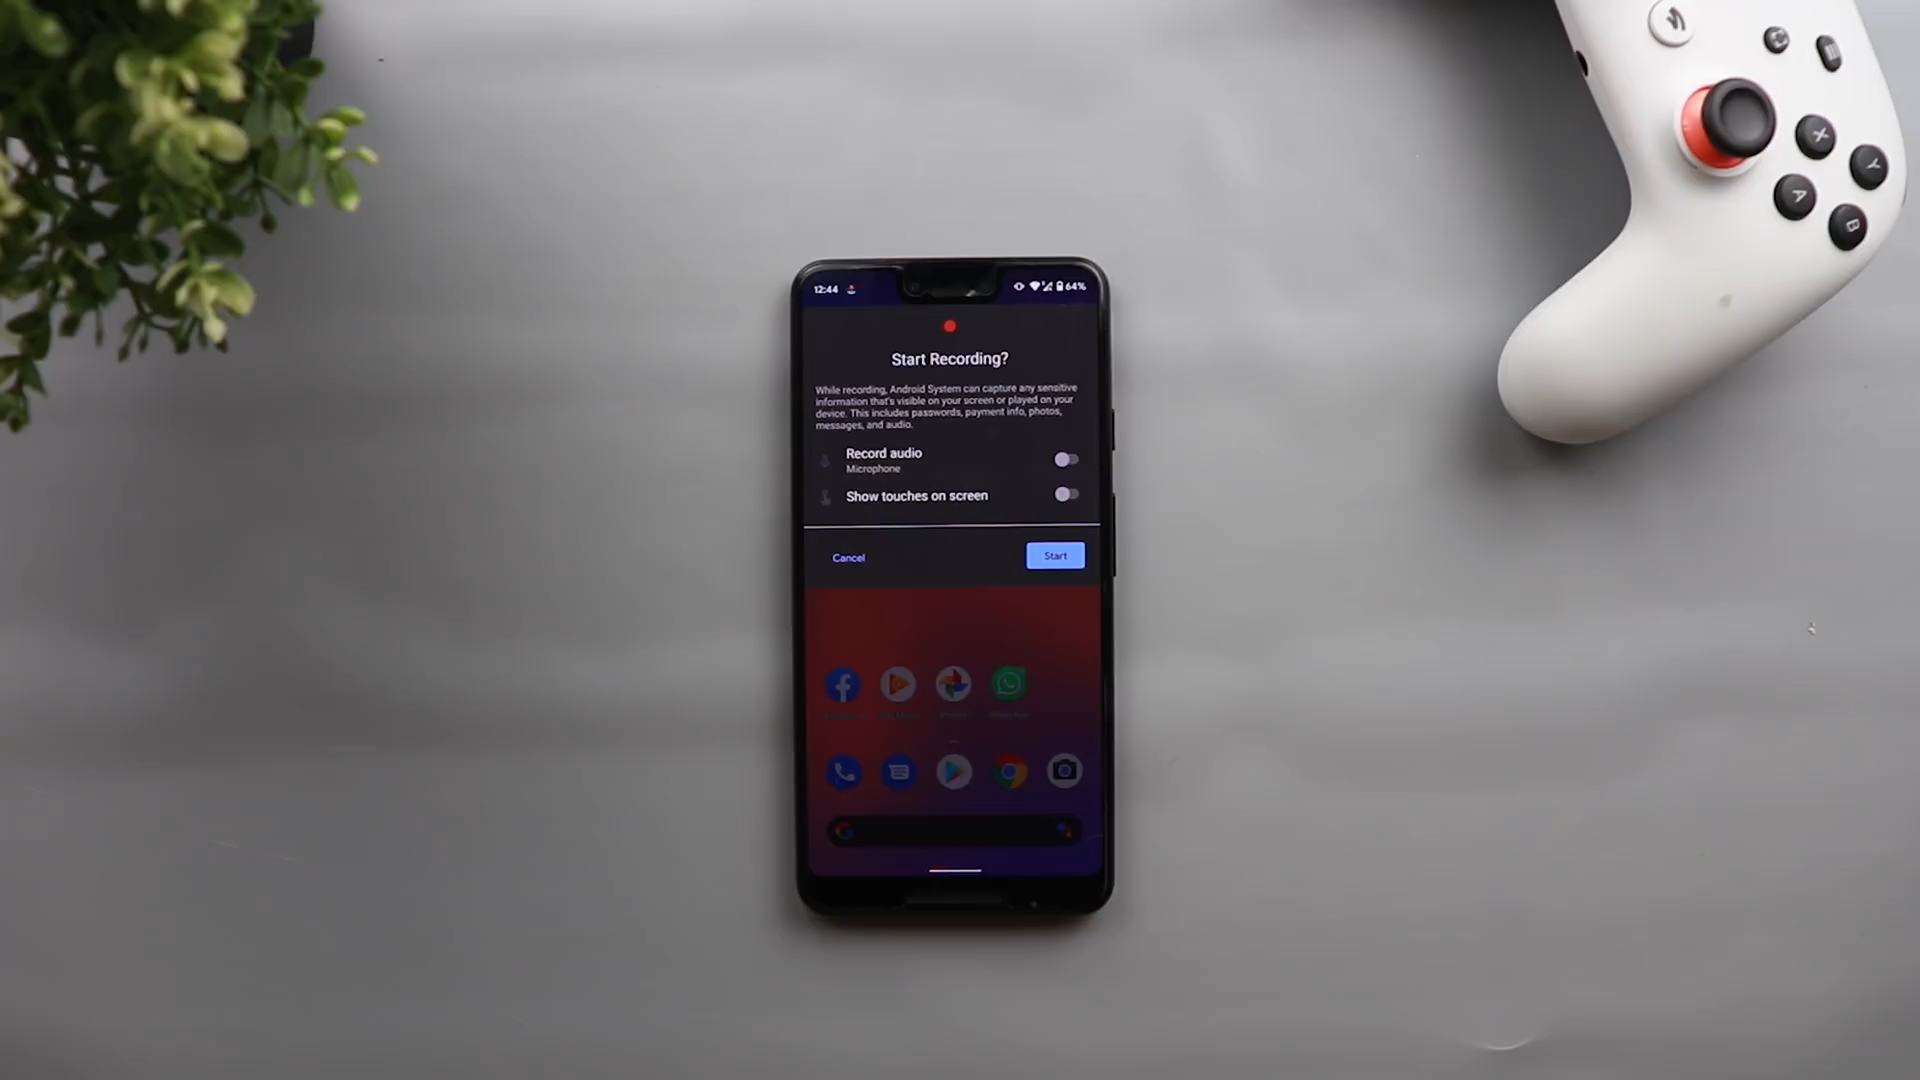 12:44
64%
Start Recording?
While recording, Android System can capture any sensitive
information that's visible on your screen or played on your
device. This includes passwords, payment info, photos,
messages, and audio.
Record audio
Microphone
Show touches on screen
Cancel
Start
X
Y
A
B